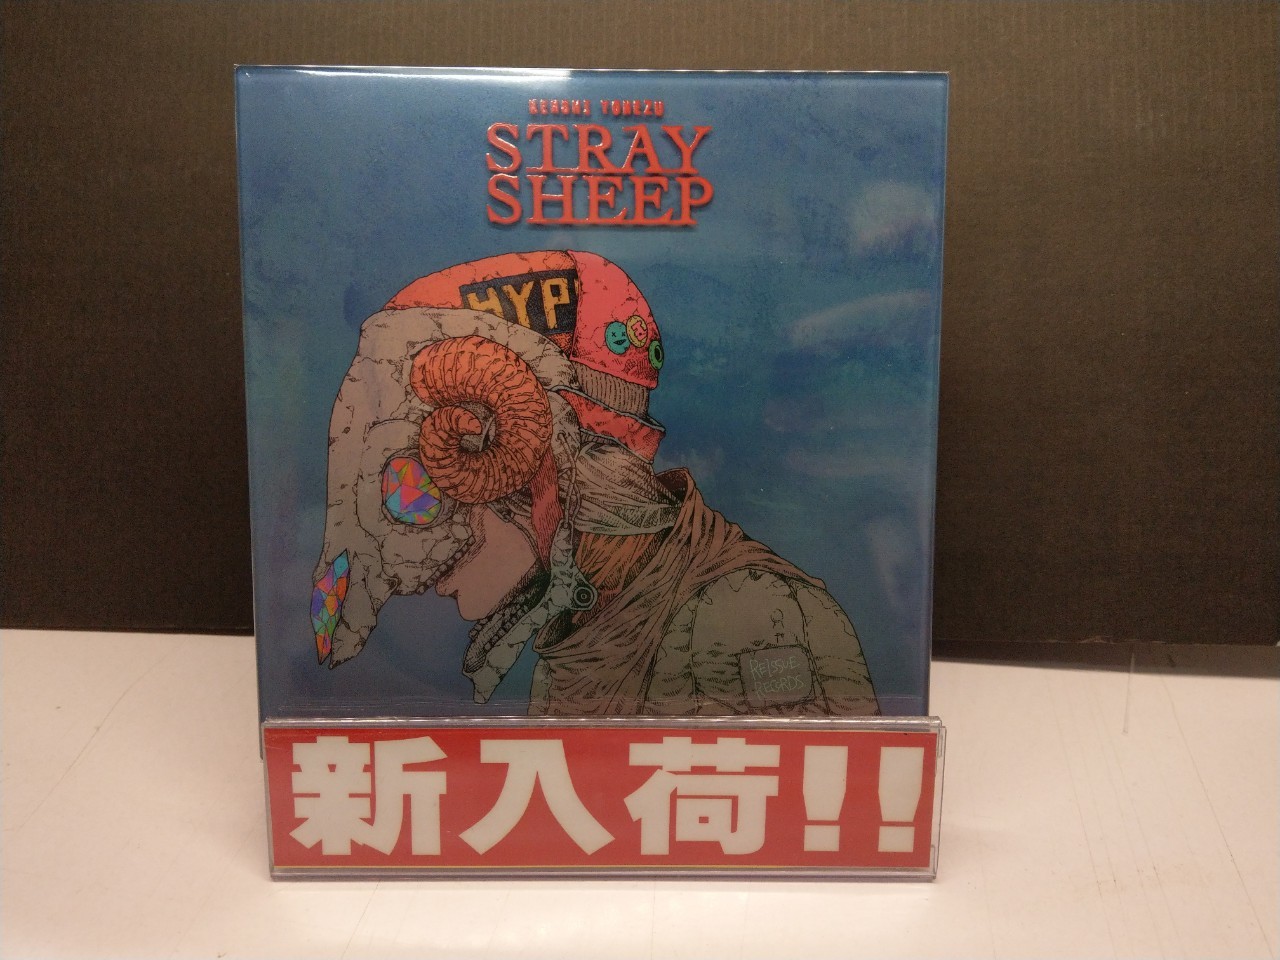 KENSHI YONEZU
STRAY
SHEEP
HYP
REISSUE
RECORDS
新入荷!!